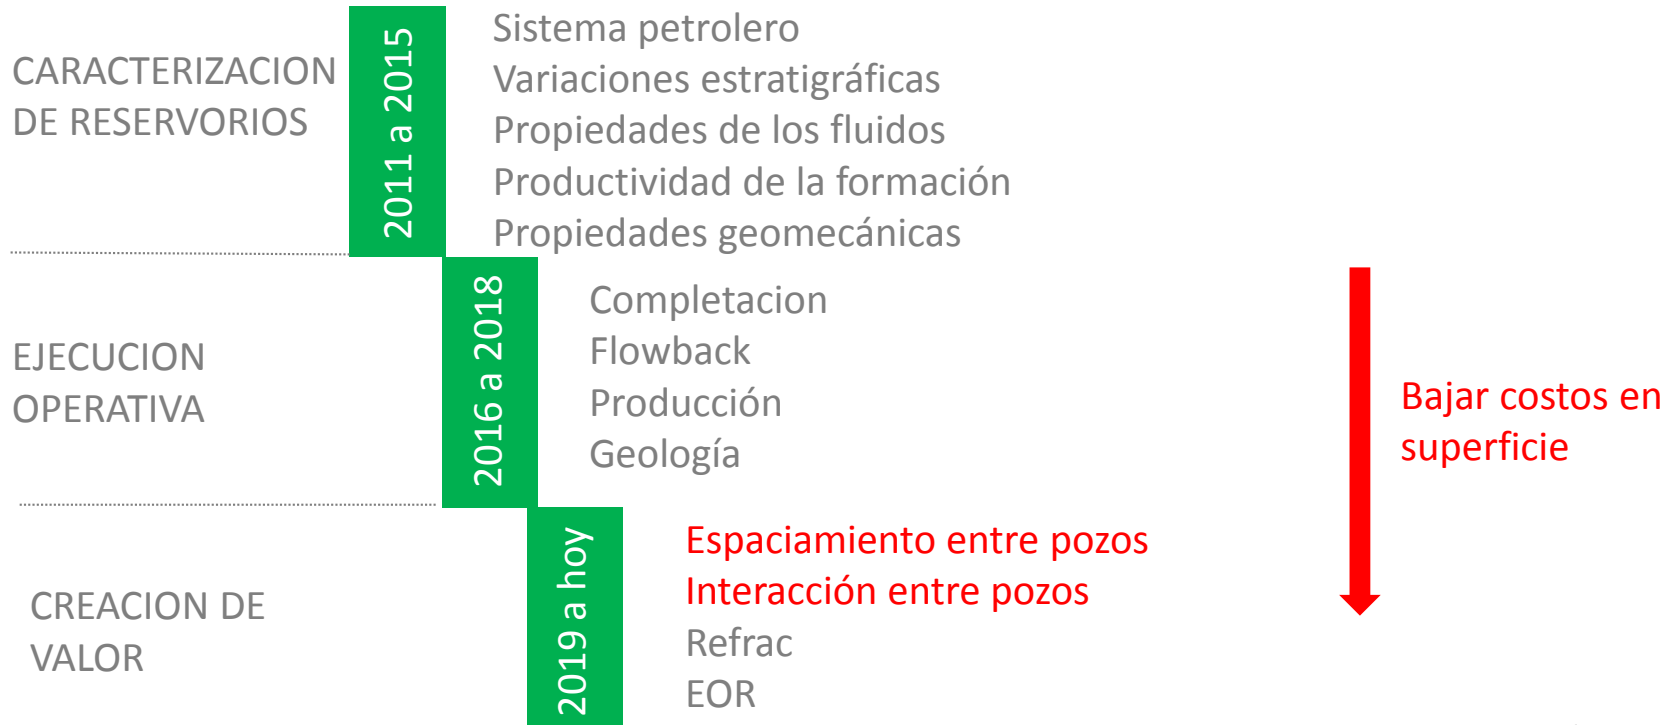 CARACTERIZACION
DE RESERVORIOS
2011 a 2015
Sistema petrolero
Variaciones estratigráficas
Propiedades de los fluidos
Productividad de la formación
Propiedades geomecánicas
EJECUCION
OPERATIVA
2016 a 2018
Completacion
Flowback
Producción
Geología
Bajar costos en
superficie
CREACION DE
VALOR
2019 a hoy
Espaciamiento entre pozos
Interacción entre pozos
Refrac
EOR